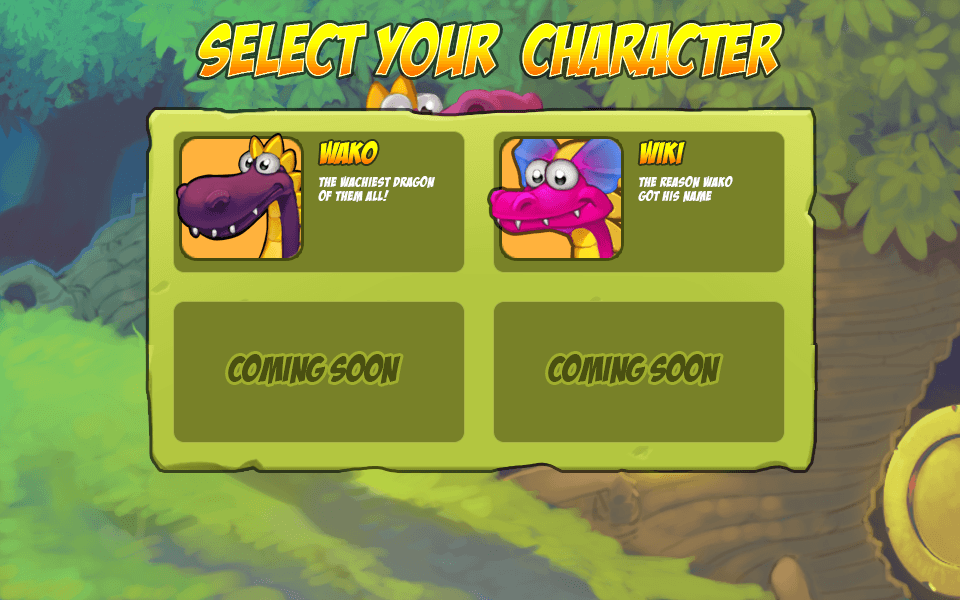 SELECT YOUR CHARACTER
WAKO
THE WACHIEST DRAGON
OF THEM ALL!
WIKI
THE REASON WAKO
GOT HIS NAME
COMING SOON
COMING SOON